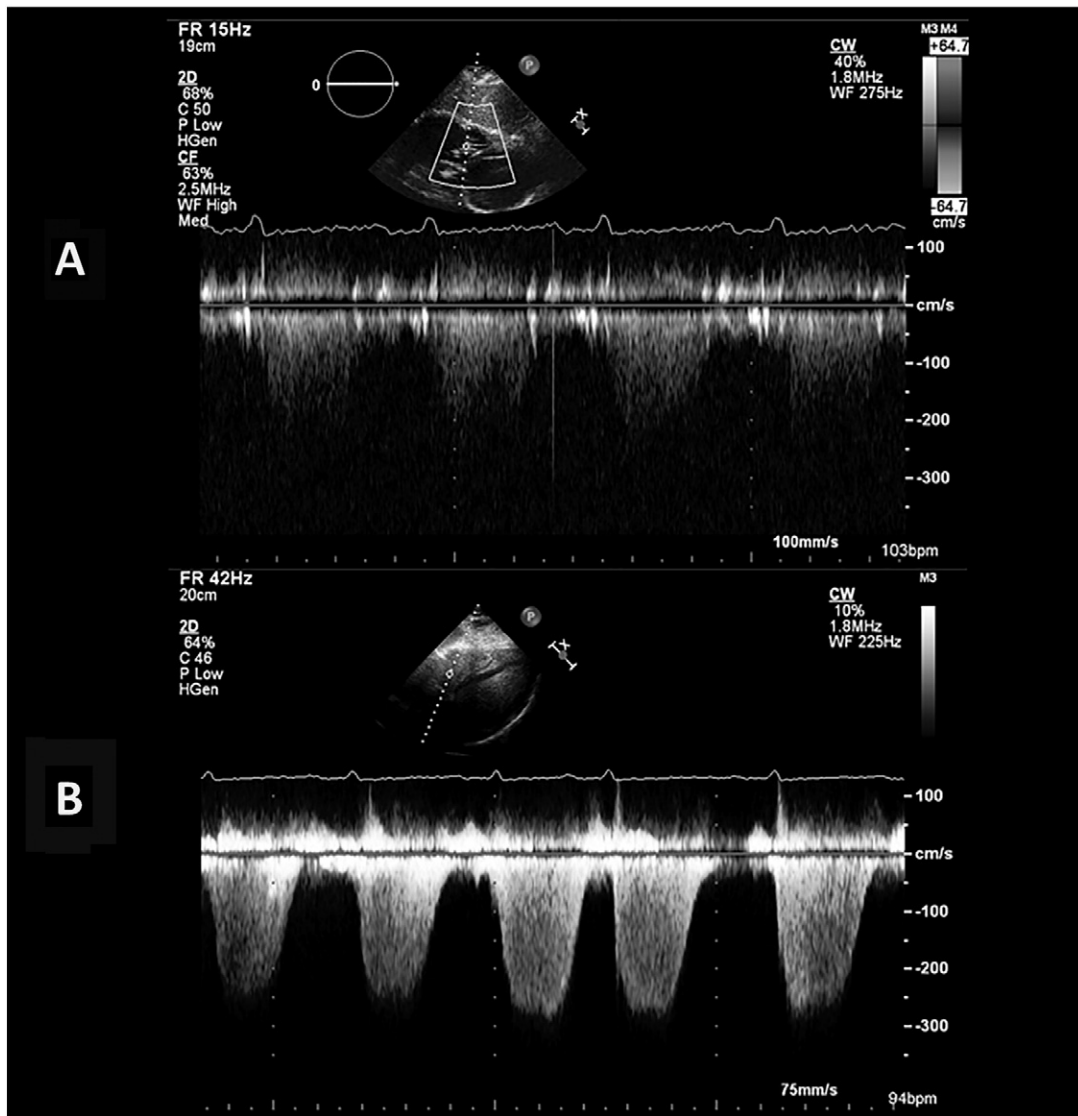 FR 15Hz
19cm
2D
68%
C 50
P Low
HGen
CF
63%
2.5MHz
WF High
Med
0
P
X
CW
40%
1.8MHz
WF 275Hz
M3 M4
+64.7
-64.7
cm/s
A
100
cm/s
-100
-200
-300
100mm/s
103bpm
FR 42Hz
20cm
2D
64%
C 46
P Low
HGen
P
X
CW
10%
1.8MHz
WF 225Hz
M3
B
100
cm/s
-100
-200
-300
75mm/s
94bpm